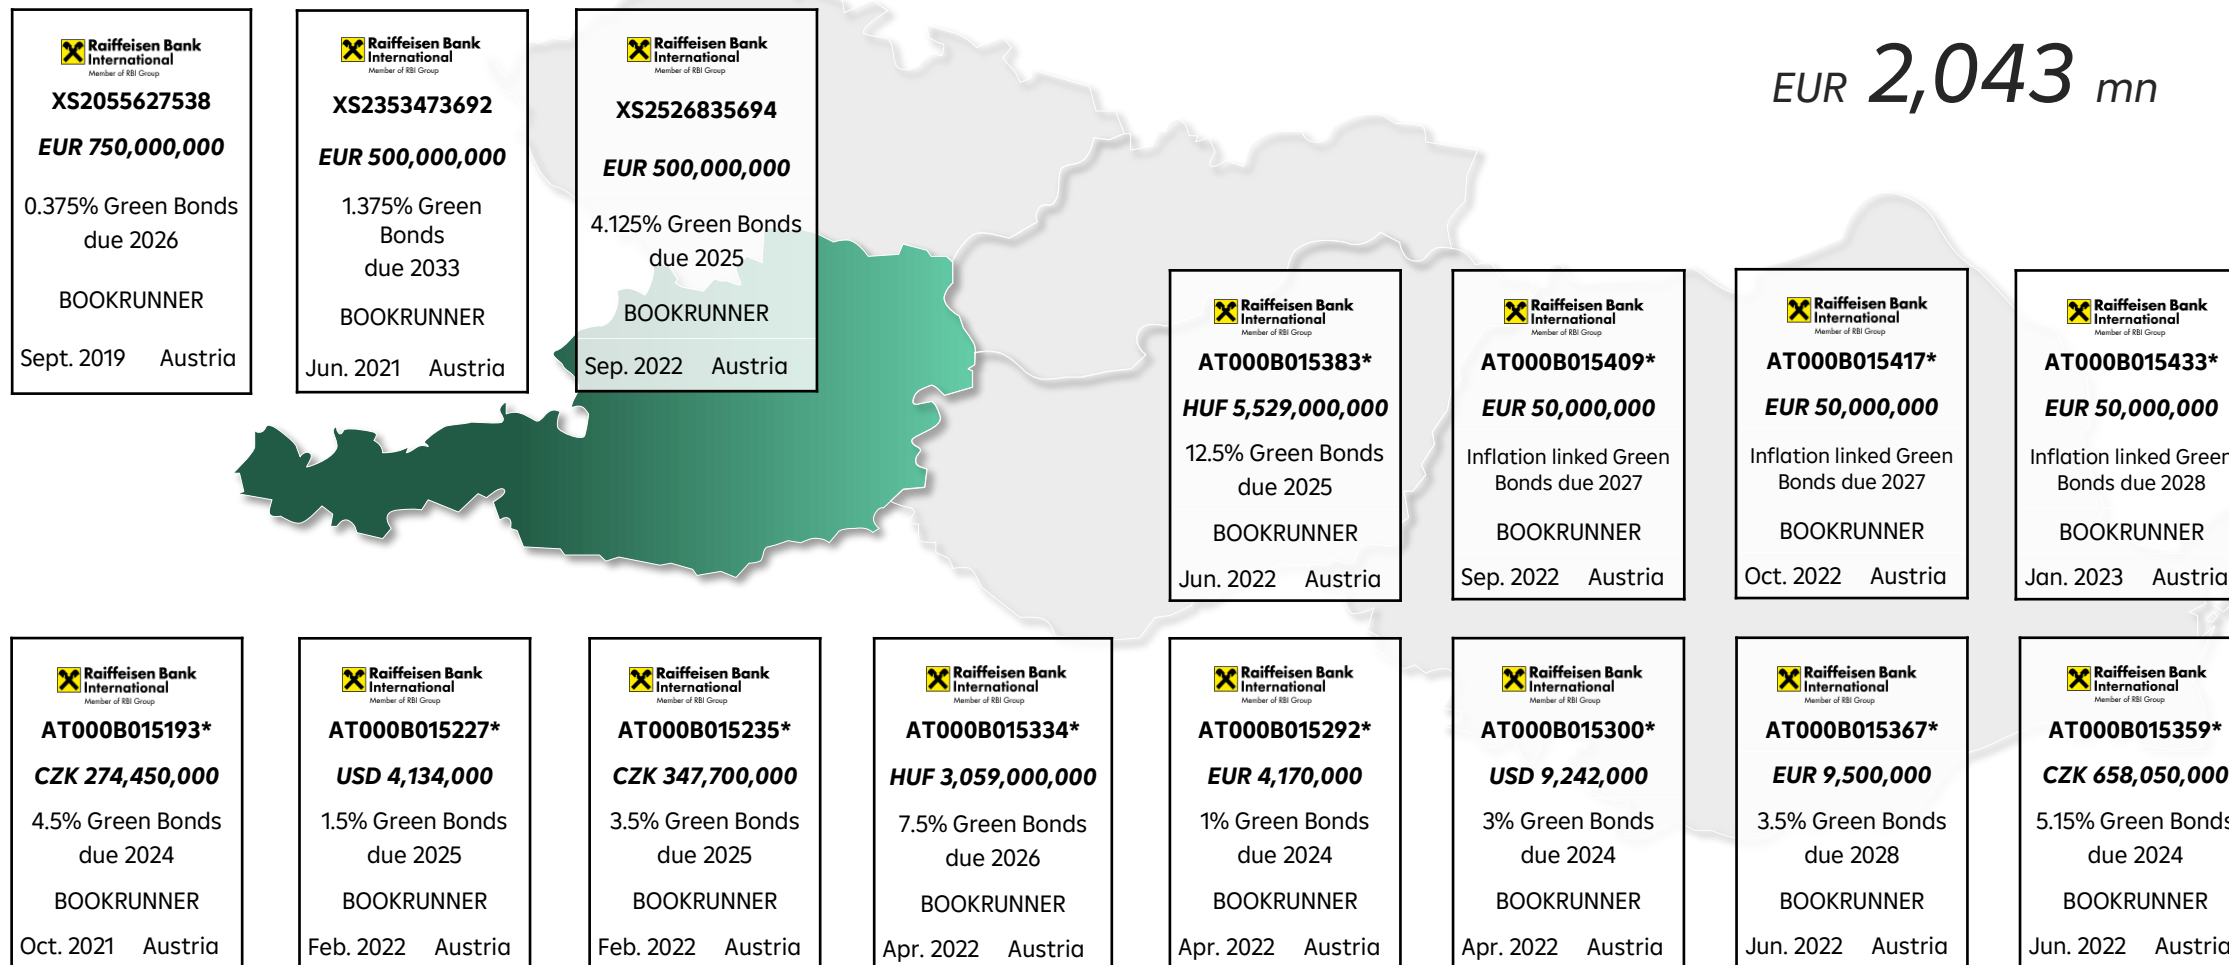 Raiffeisen Bank
International
Member of RBI Group
XS2055627538
EUR 750,000,000
0.375% Green Bonds
due 2026
BOOKRUNNER
Sept. 2019 Austria
Raiffeisen Bank
International
Member of RBI Group
XS2353473692
EUR 500,000,000
1.375% Green
Bonds
due 2033
BOOKRUNNER
Jun. 2021 Austria
Raiffeisen Bank
International
Member of RBI Group
XS2526835694
EUR 500,000,000
4.125% Green Bonds
due 2025
BOOKRUNNER
Sep. 2022 Austria
EUR 2,043 mn
Raiffeisen Bank
International
Member of RBI Group
AT000B015383*
HUF 5,529,000,000
12.5% Green Bonds
due 2025
BOOKRUNNER
Jun. 2022 Austria
Raiffeisen Bank
International
Member of RBI Group
AT000B015409*
EUR 50,000,000
Inflation linked Green
Bonds due 2027
BOOKRUNNER
Sep. 2022 Austria
Raiffeisen Bank
International
Member of RBI Group
AT000B015417*
EUR 50,000,000
Inflation linked Green
Bonds due 2027
BOOKRUNNER
Oct. 2022 Austria
Raiffeisen Bank
International
Member of RBI Group
AT000B015433*
EUR 50,000,000
Inflation linked Green
Bonds due 2028
BOOKRUNNER
Jan. 2023 Austria
Raiffeisen Bank
International
Member of RBI Group
AT000B015193*
CZK 274,450,000
4.5% Green Bonds
due 2024
BOOKRUNNER
Oct. 2021 Austria
Raiffeisen Bank
International
Member of RBI Group
AT000B015227*
USD 4,134,000
1.5% Green Bonds
due 2025
BOOKRUNNER
Feb. 2022 Austria
Raiffeisen Bank
International
Member of RBI Group
AT000B015235*
CZK 347,700,000
3.5% Green Bonds
due 2025
BOOKRUNNER
Feb. 2022 Austria
Raiffeisen Bank
International
Member of RBI Group
AT000B015334*
HUF 3,059,000,000
7.5% Green Bonds
due 2026
BOOKRUNNER
Apr. 2022 Austria
Raiffeisen Bank
International
Member of RBI Group
AT000B015292*
EUR 4,170,000
1% Green Bonds
due 2024
BOOKRUNNER
Apr. 2022 Austria
Raiffeisen Bank
International
Member of RBI Group
AT000B015300*
USD 9,242,000
3% Green Bonds
due 2024
BOOKRUNNER
Apr. 2022 Austria
Raiffeisen Bank
International
Member of RBI Group
AT000B015367*
EUR 9,500,000
3.5% Green Bonds
due 2028
BOOKRUNNER
Jun. 2022 Austria
Raiffeisen Bank
International
Member of RBI Group
AT000B015359*
CZK 658,050,000
5.15% Green Bonds
due 2024
BOOKRUNNER
Jun. 2022 Austria